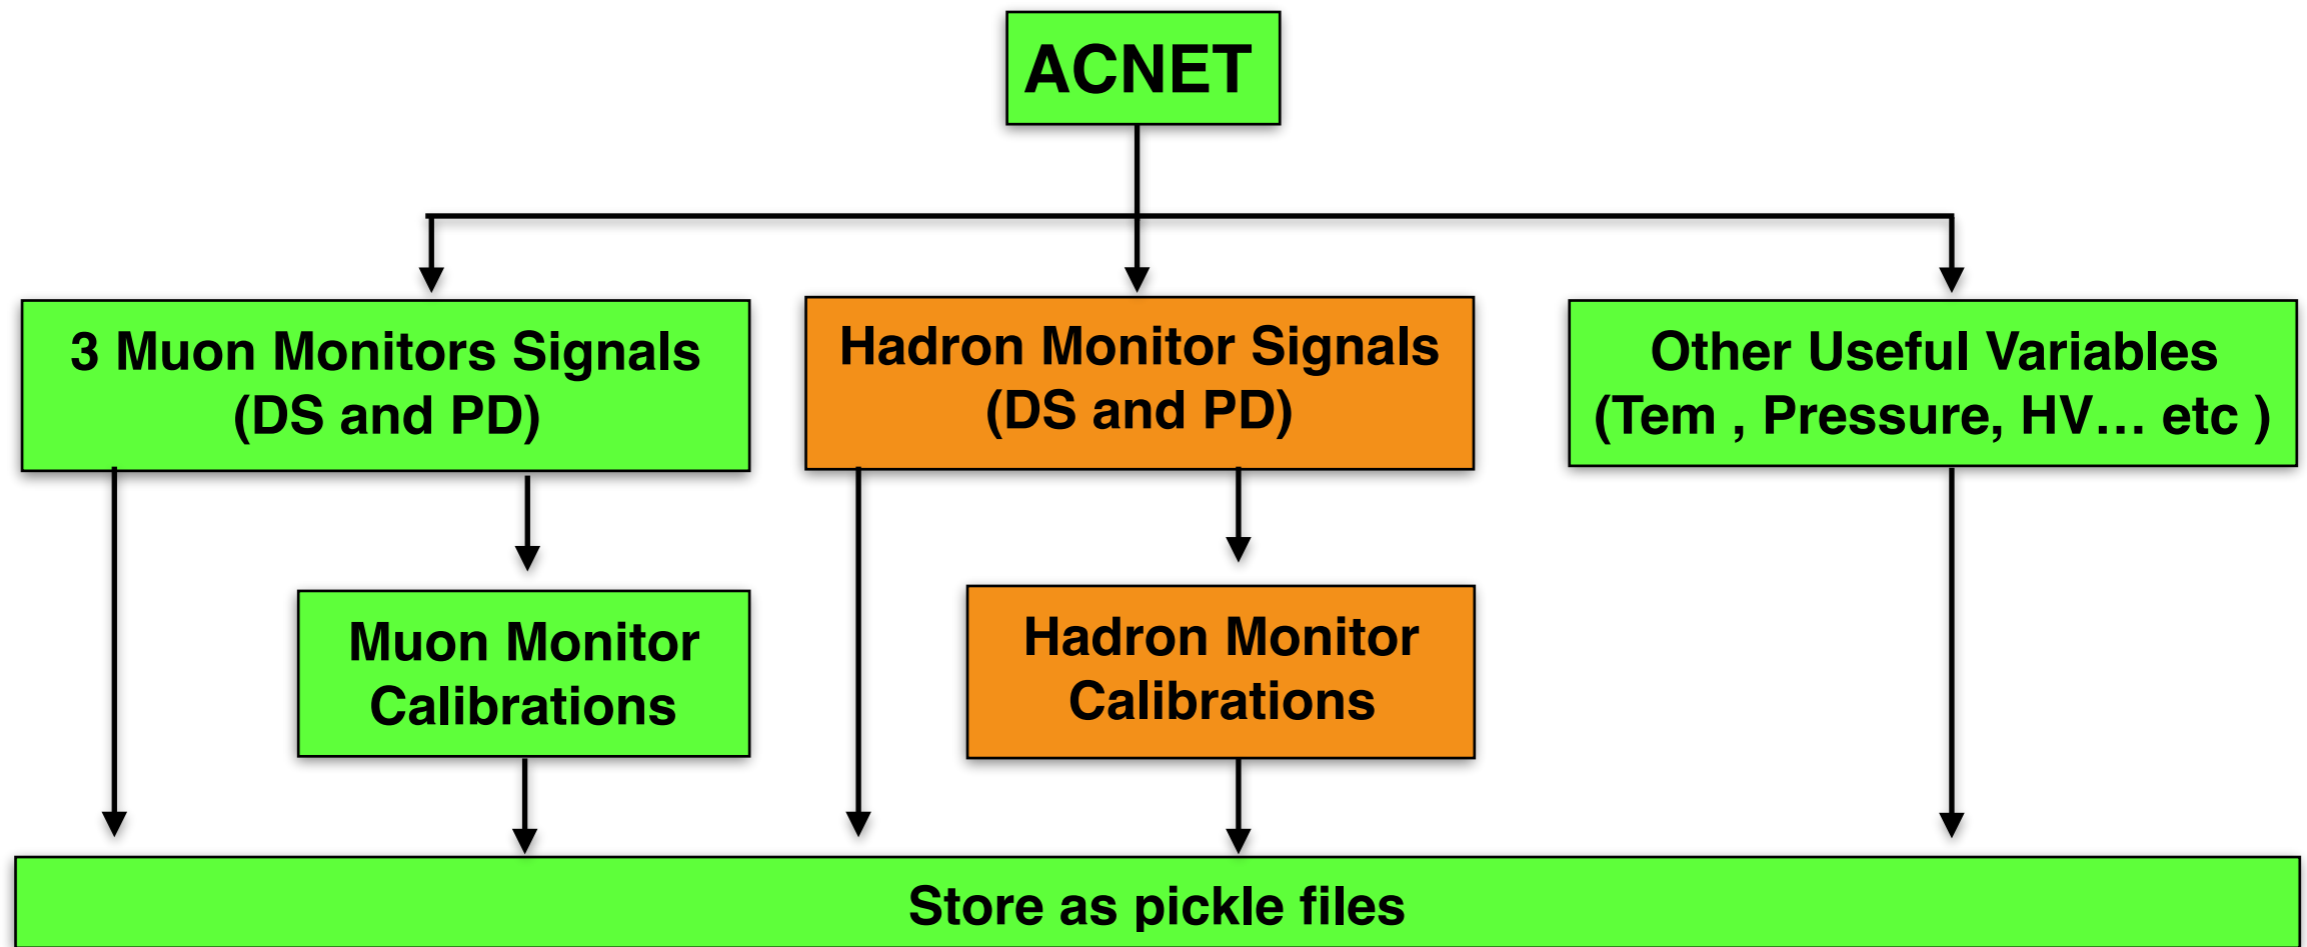 ACNET
3 Muon Monitors Signals
(DS and PD)
Hadron Monitor Signals
(DS and PD)
Other Useful Variables
(Tem , Pressure, HV... etc )
Muon Monitor
Calibrations
Hadron Monitor
Calibrations
Store as pickle files